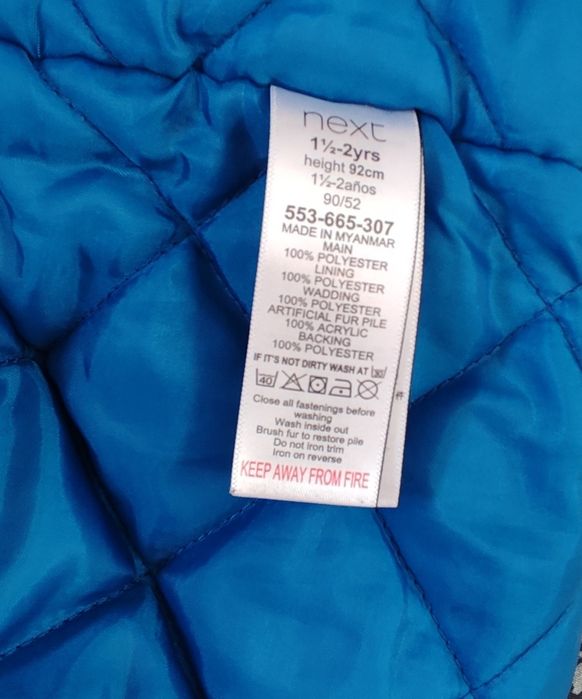 next
1½-2yrs
height 92cm
1½-2años
90/52
553-665-307
MADE IN MYANMAR
MAIN
100% POLYESTER
LINING
100% POLYESTER
WADDING
100% POLYESTER
ARTIFICIAL FUR PILE
100% ACRYLIC
BACKING
100% POLYESTER
IF IT'S NOT DIRTY WASH AT 30
40
Close all fastenings before
washing
Wash inside out
Brush fur to restore pile
Do not iron trim
Iron on reverse
KEEP AWAY FROM FIRE